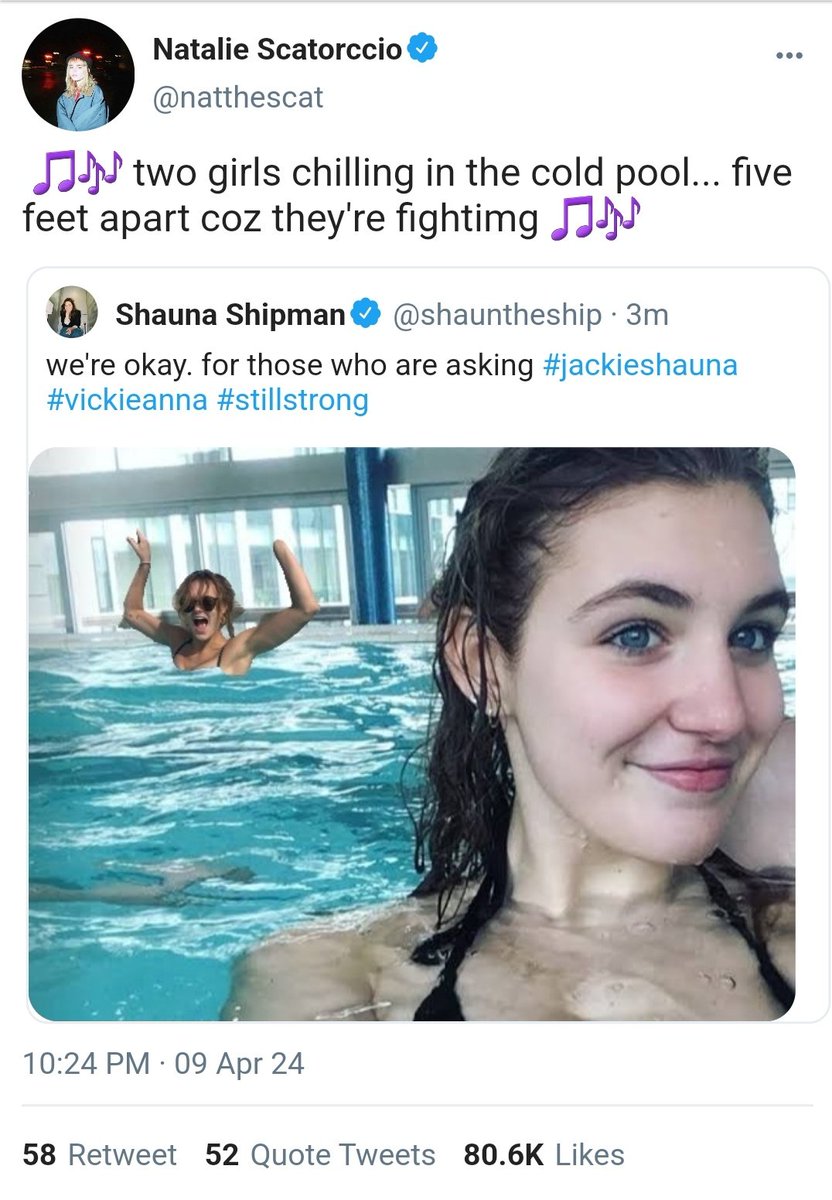 Natalie Scatorccio
@natthescat
🎵🎶 two girls chilling in the cold pool... five
feet apart coz they're fightimg 🎵🎶
Shauna Shipman @shauntheship · 3m
we're okay. for those who are asking #jackieshauna
#vickieanna #stillstrong
10:24 PM · 09 Apr 24
58 Retweet 52 Quote Tweets 80.6K Likes